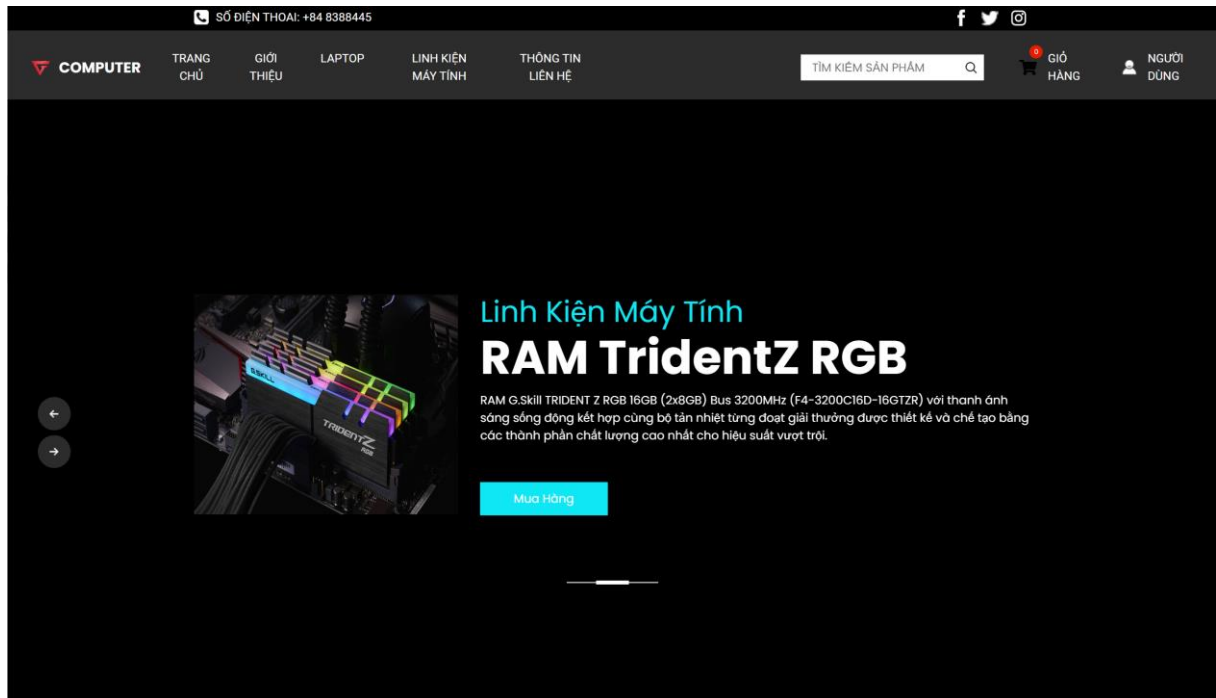 SỐ ĐIỆN THOAI: +84 8388445
COMPUTER
TRANG
CHỦ
GIỚI
THIỆU
LAPTOP
LINH KIỆN
MÁY TÍNH
THÔNG TIN
LIÊN HỆ
TÌM KIẾM SẢN PHẨM
0
GIỎ
HÀNG
NGƯỜI
DÙNG
G.SKILL
TRIDENTZ
RGB
Linh Kiện Máy Tính
RAM TridentZ RGB
RAM G.Skill TRIDENT Z RGB 16GB (2x8GB) Bus 3200MHz (F4-3200C16D-16GTZR) với thanh ánh
sáng sống động kết hợp cùng bộ tản nhiệt từng đoạt giải thưởng được thiết kế và chế tạo bằng
các thành phần chất lượng cao nhất cho hiệu suất vượt trội.
Mua Hàng